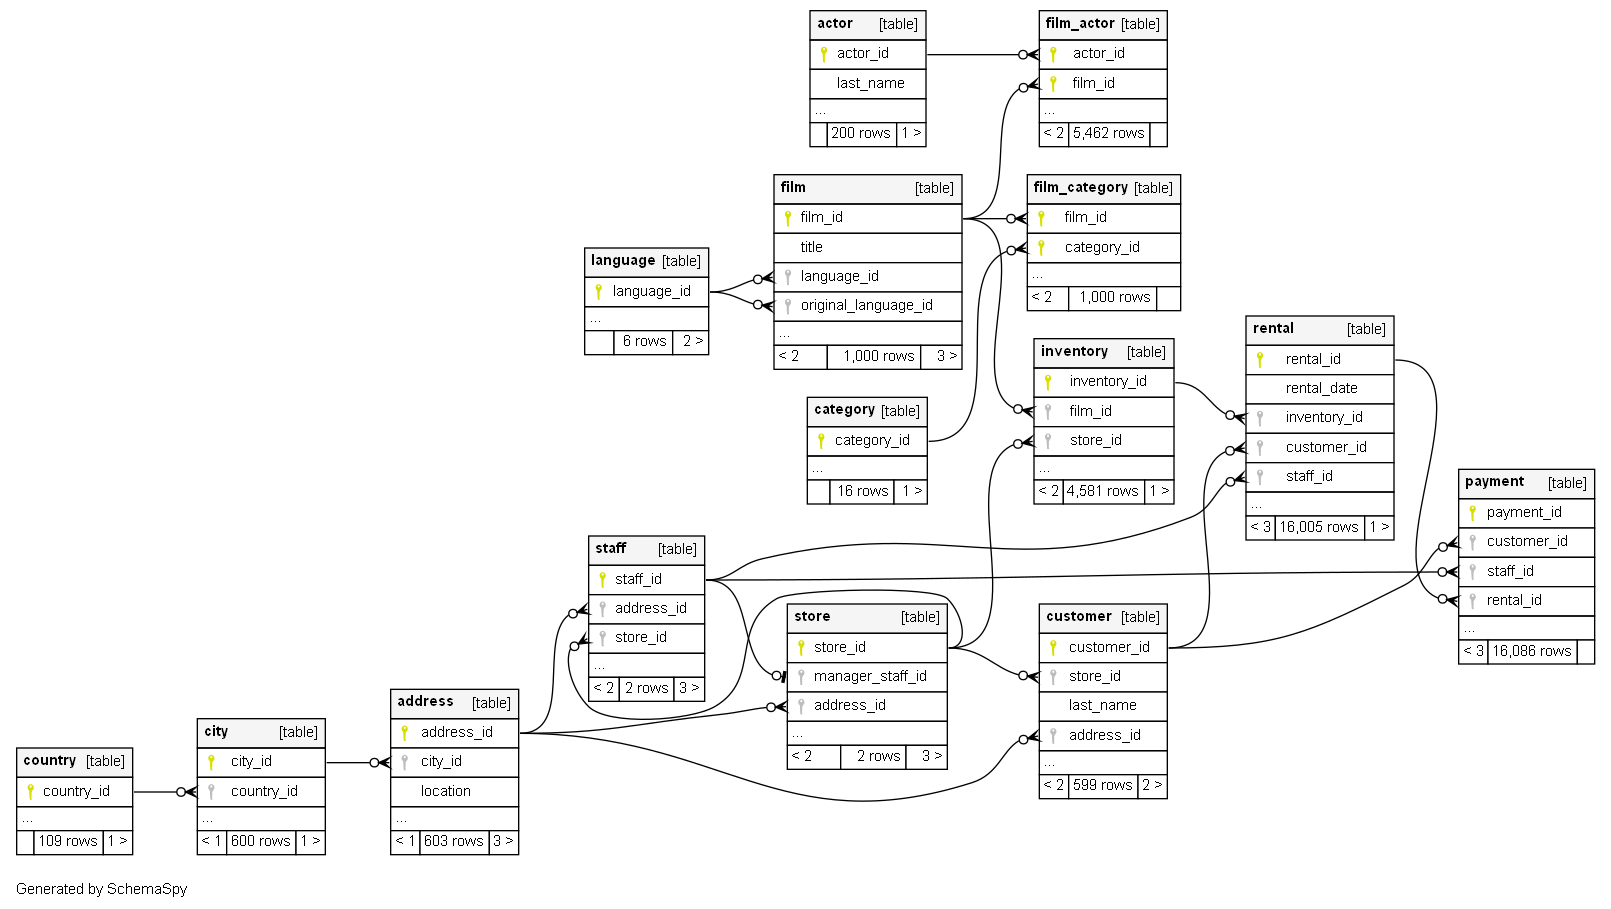 actor [table]
actor_id
last_name
...
200 rows 1 >
film_actor [table]
actor_id
film_id
...
< 2 5,462 rows
film [table]
film_id
title
language_id
original_language_id
...
< 2 1,000 rows 3 >
film_category [table]
film_id
category_id
...
< 2 1,000 rows
language [table]
language_id
...
6 rows 2 >
category [table]
category_id
...
16 rows 1 >
inventory [table]
inventory_id
film_id
store_id
...
< 2 4,581 rows 1 >
rental [table]
rental_id
rental_date
inventory_id
customer_id
staff_id
...
< 3 16,005 rows 1 >
payment [table]
payment_id
customer_id
staff_id
rental_id
...
< 3 16,086 rows
staff [table]
staff_id
address_id
store_id
...
< 2 2 rows 3 >
store [table]
store_id
manager_staff_id
address_id
...
< 2 2 rows 3 >
customer [table]
customer_id
store_id
last_name
address_id
...
< 2 599 rows 2 >
address [table]
address_id
city_id
location
...
< 1 603 rows 3 >
city [table]
city_id
country_id
...
< 1 600 rows 1 >
country [table]
country_id
...
109 rows 1 >
Generated by SchemaSpy